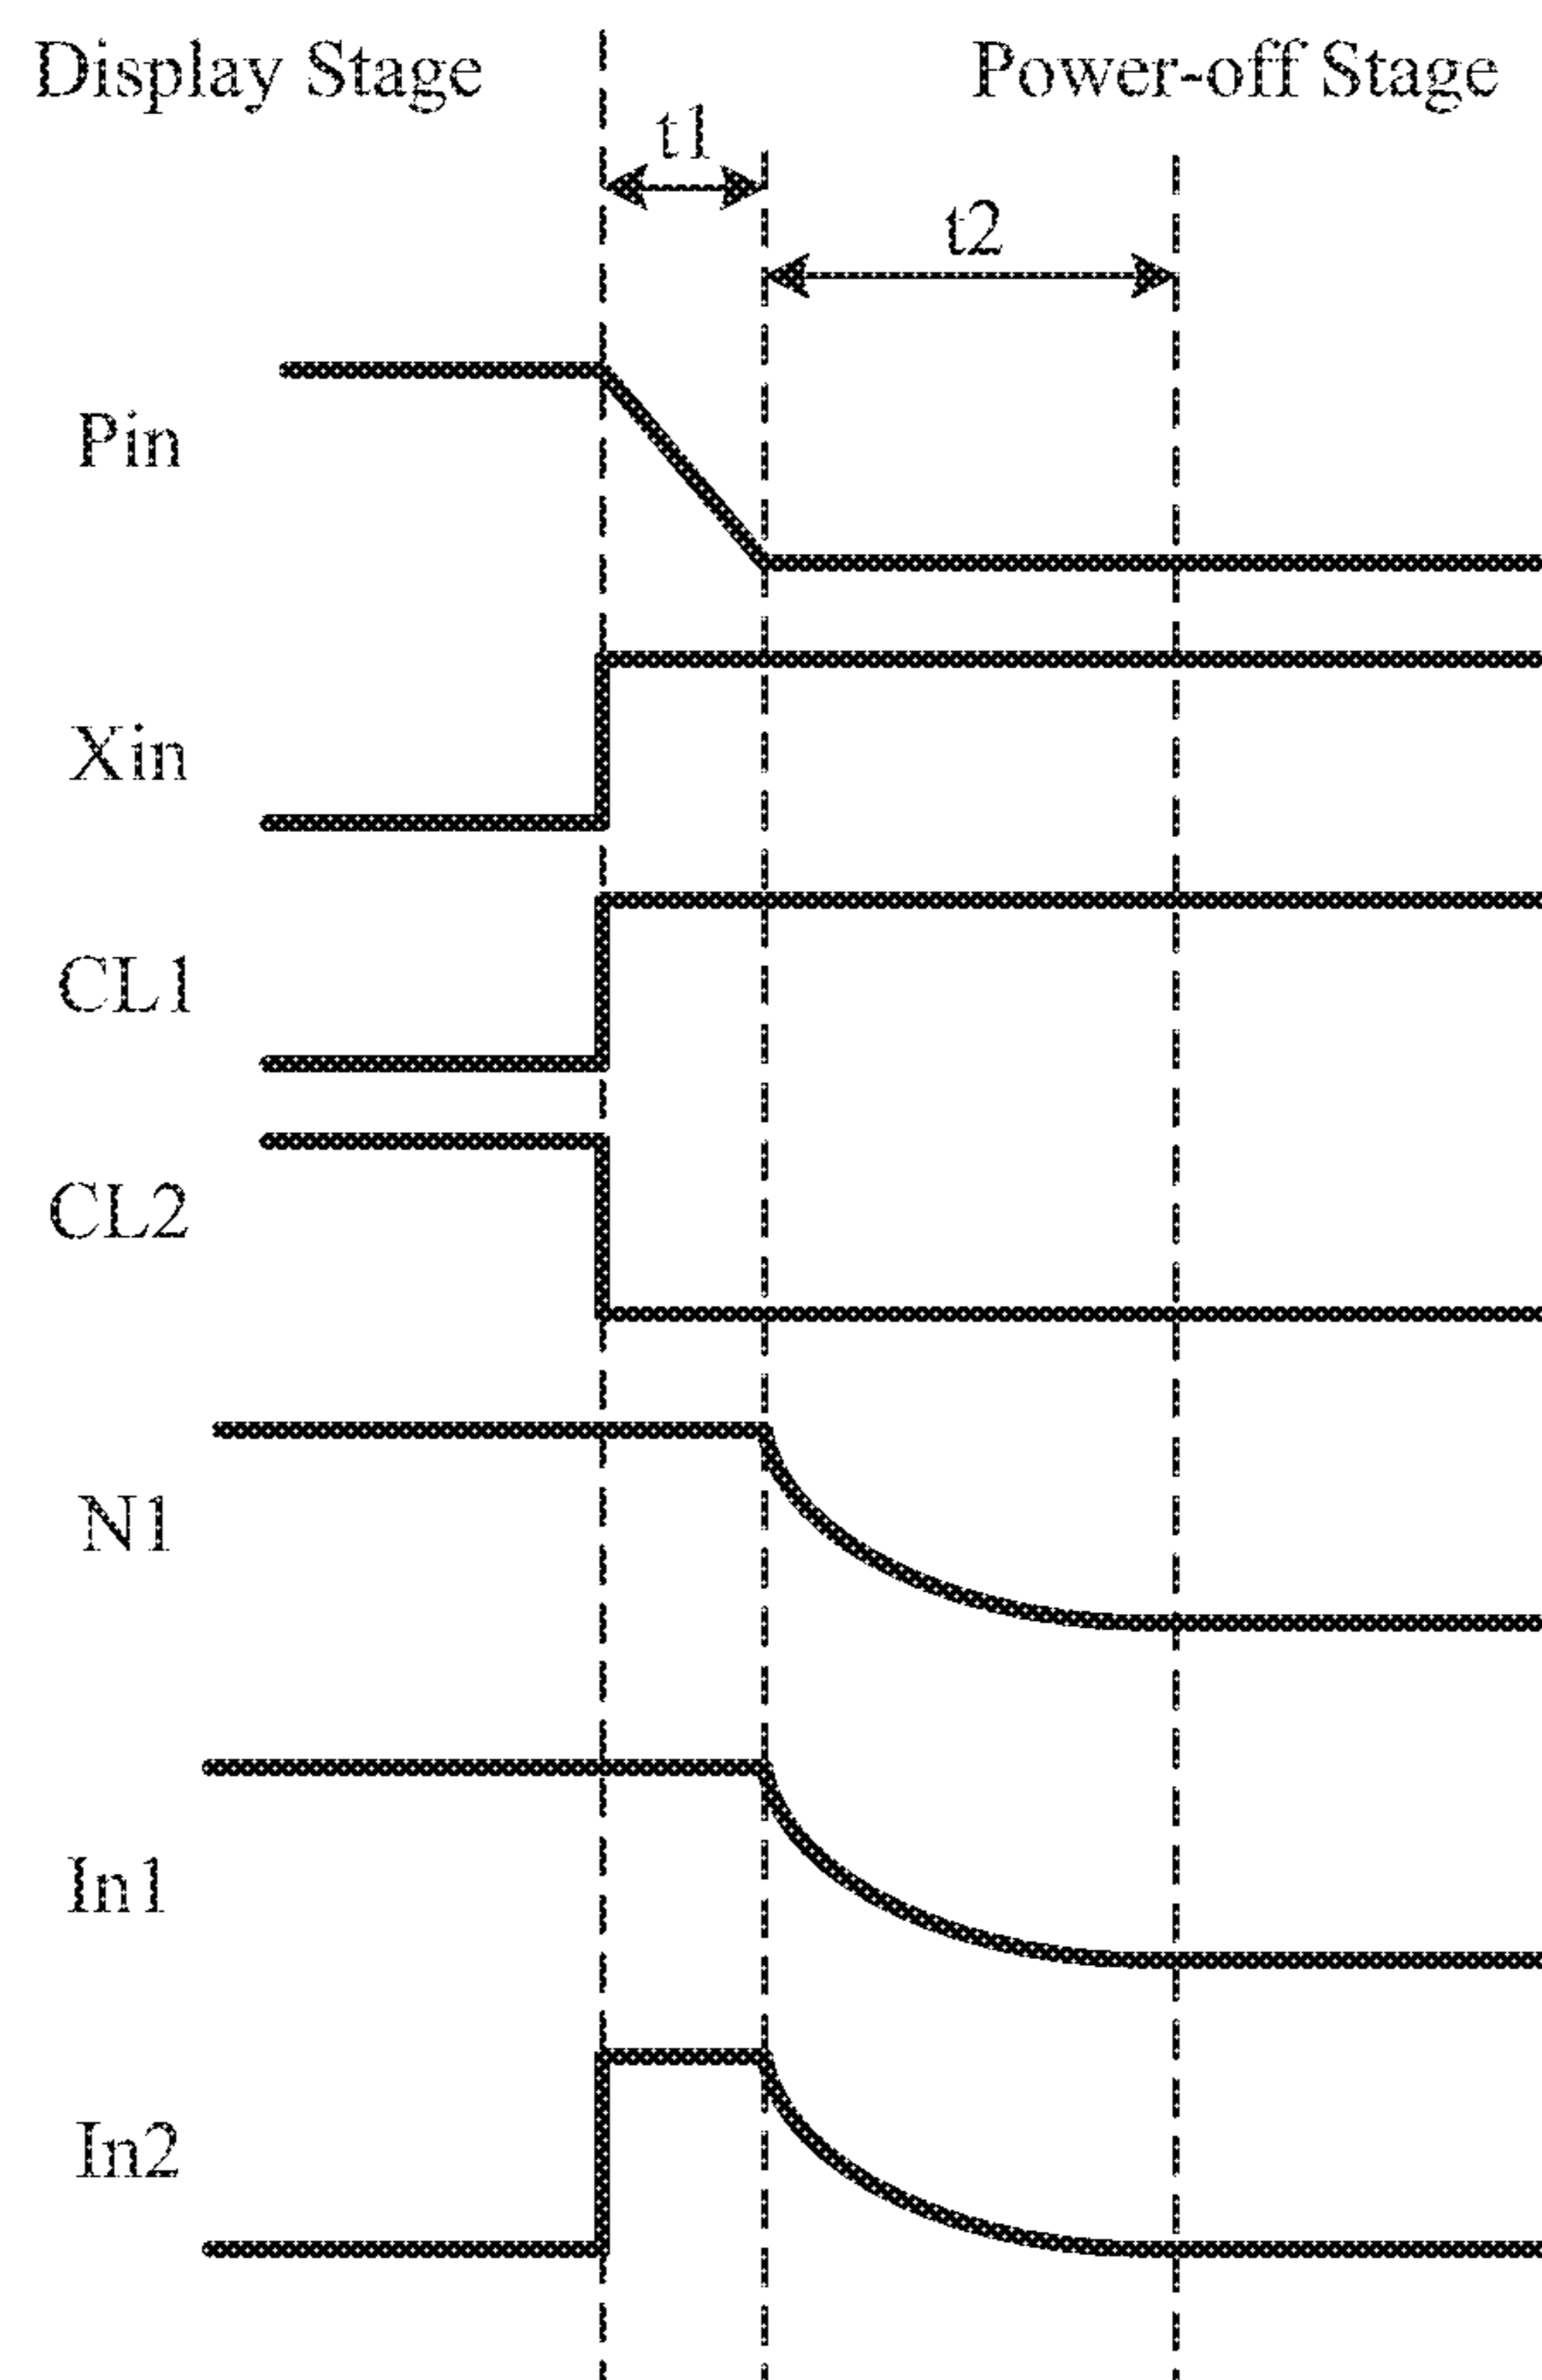 Display Stage
Power-off Stage
t1
t2
Pin
Xin
CL1
CL2
N1
In1
In2